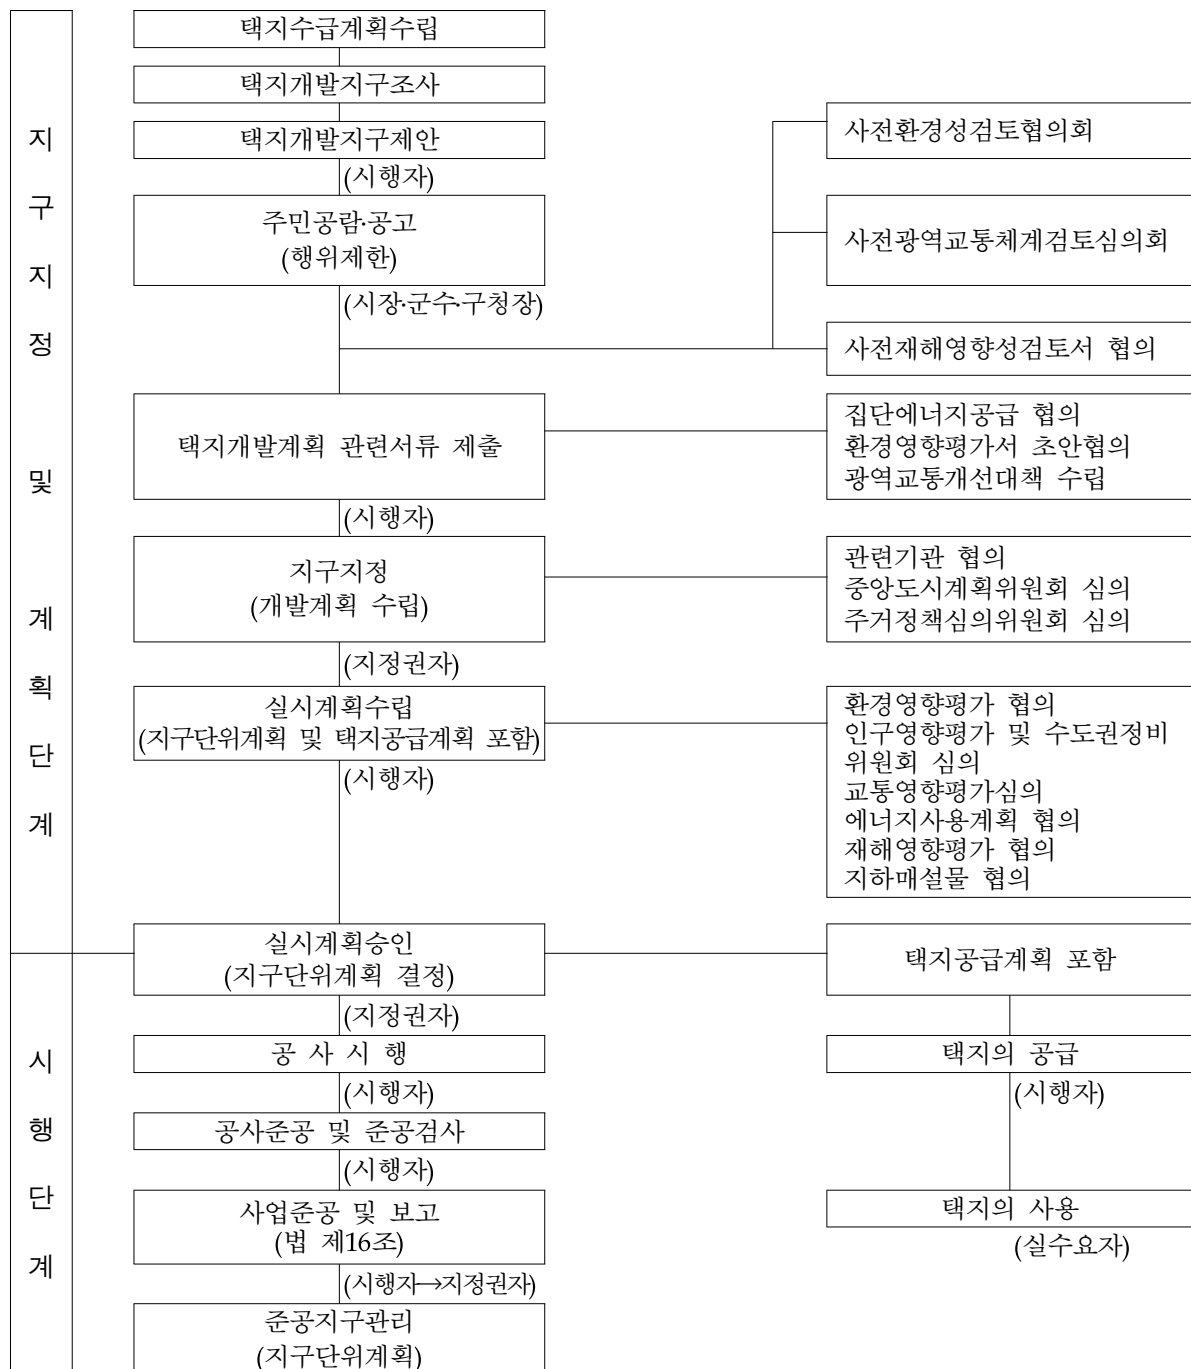 지구지정 및 계획단계
택지수급계획수립
택지개발지구조사
택지개발지구제안
(시행자)
주민공람·공고
(행위제한)
(시장·군수·구청장)
사전환경성검토협의회
사전광역교통체계검토심의회
사전재해영향성검토서 협의
택지개발계획 관련서류 제출
(시행자)
집단에너지공급 협의
환경영향평가서 초안협의
광역교통개선대책 수립
지구지정
(개발계획 수립)
(지정권자)
관련기관 협의
중앙도시계획위원회 심의
주거정책심의위원회 심의
실시계획수립
(지구단위계획 및 택지공급계획 포함)
(시행자)
환경영향평가 협의
인구영향평가 및 수도권정비
위원회 심의
교통영향평가심의
에너지사용계획 협의
재해영향평가 협의
지하매설물 협의
시행단계
실시계획승인
(지구단위계획 결정)
(지정권자)
택지공급계획 포함
공 사 시 행
(시행자)
택지의 공급
(시행자)
공사준공 및 준공검사
(시행자)
사업준공 및 보고
(법 제16조)
(시행자→지정권자)
택지의 사용
(실수요자)
준공지구관리
(지구단위계획)